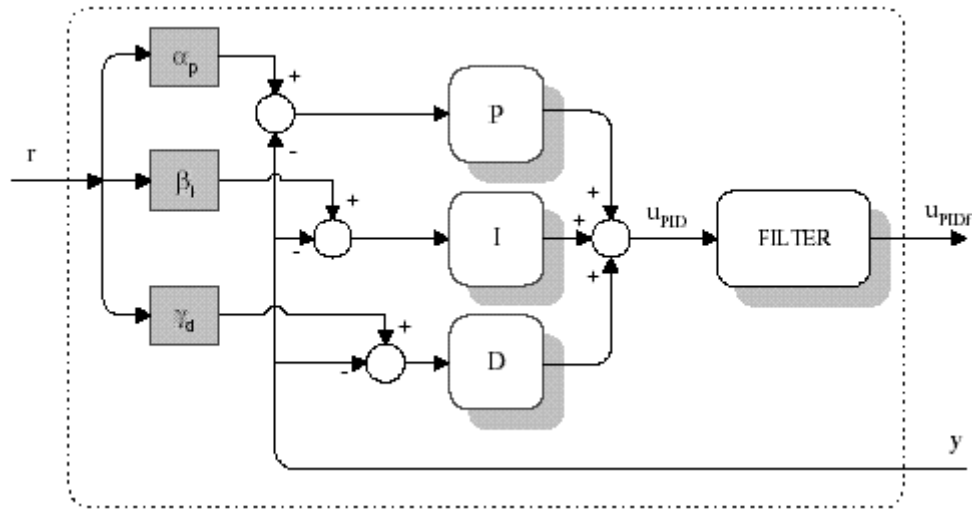 αp
+
-
P
r
βi
+
-
I
+
+
+
uPID
FILTER
uPIDf
γd
+
-
D
y